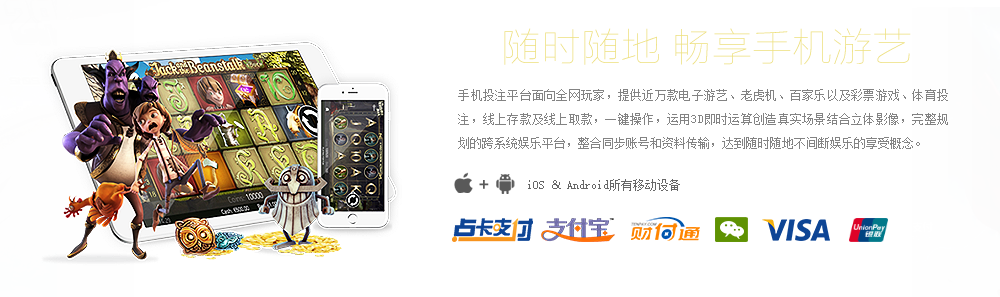 随时随地 畅享手机游艺
手机投注平台面向全网玩家，提供近万款电子游艺、老虎机、百家乐以及彩票游戏、体育投
注，线上存款及线上取款，一键操作，运用3D即时运算创造真实场景结合立体影像，完整规
划的跨系统娱乐平台，整合同步账号和资料传输，达到随时随地不间断娱乐的享受概念。
+ iOS & Android所有移动设备
点卡支付 支付宝 财付通 VISA UnionPay 银联
Jack and the Beanstalk
Coins 10000
Cash €500.00